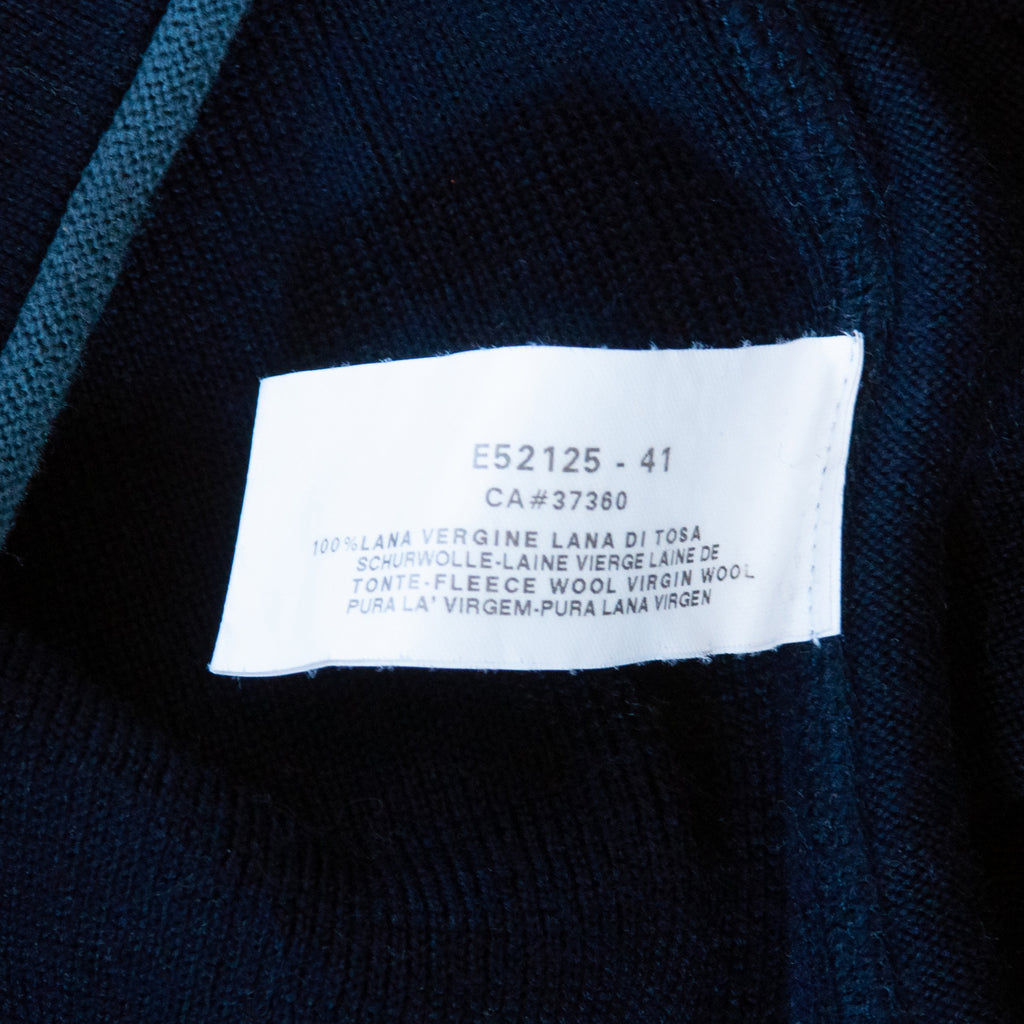 E52125 - 41
CA#37360
100%LANA VERGINE LANA DI TOSA
SCHURWOLLE-LAINE VIERGE LAINE DE
TONTE-FLEECE WOOL VIRGIN WOOL
PURA LA' VIRGEM-PURA LANA VIRGEN